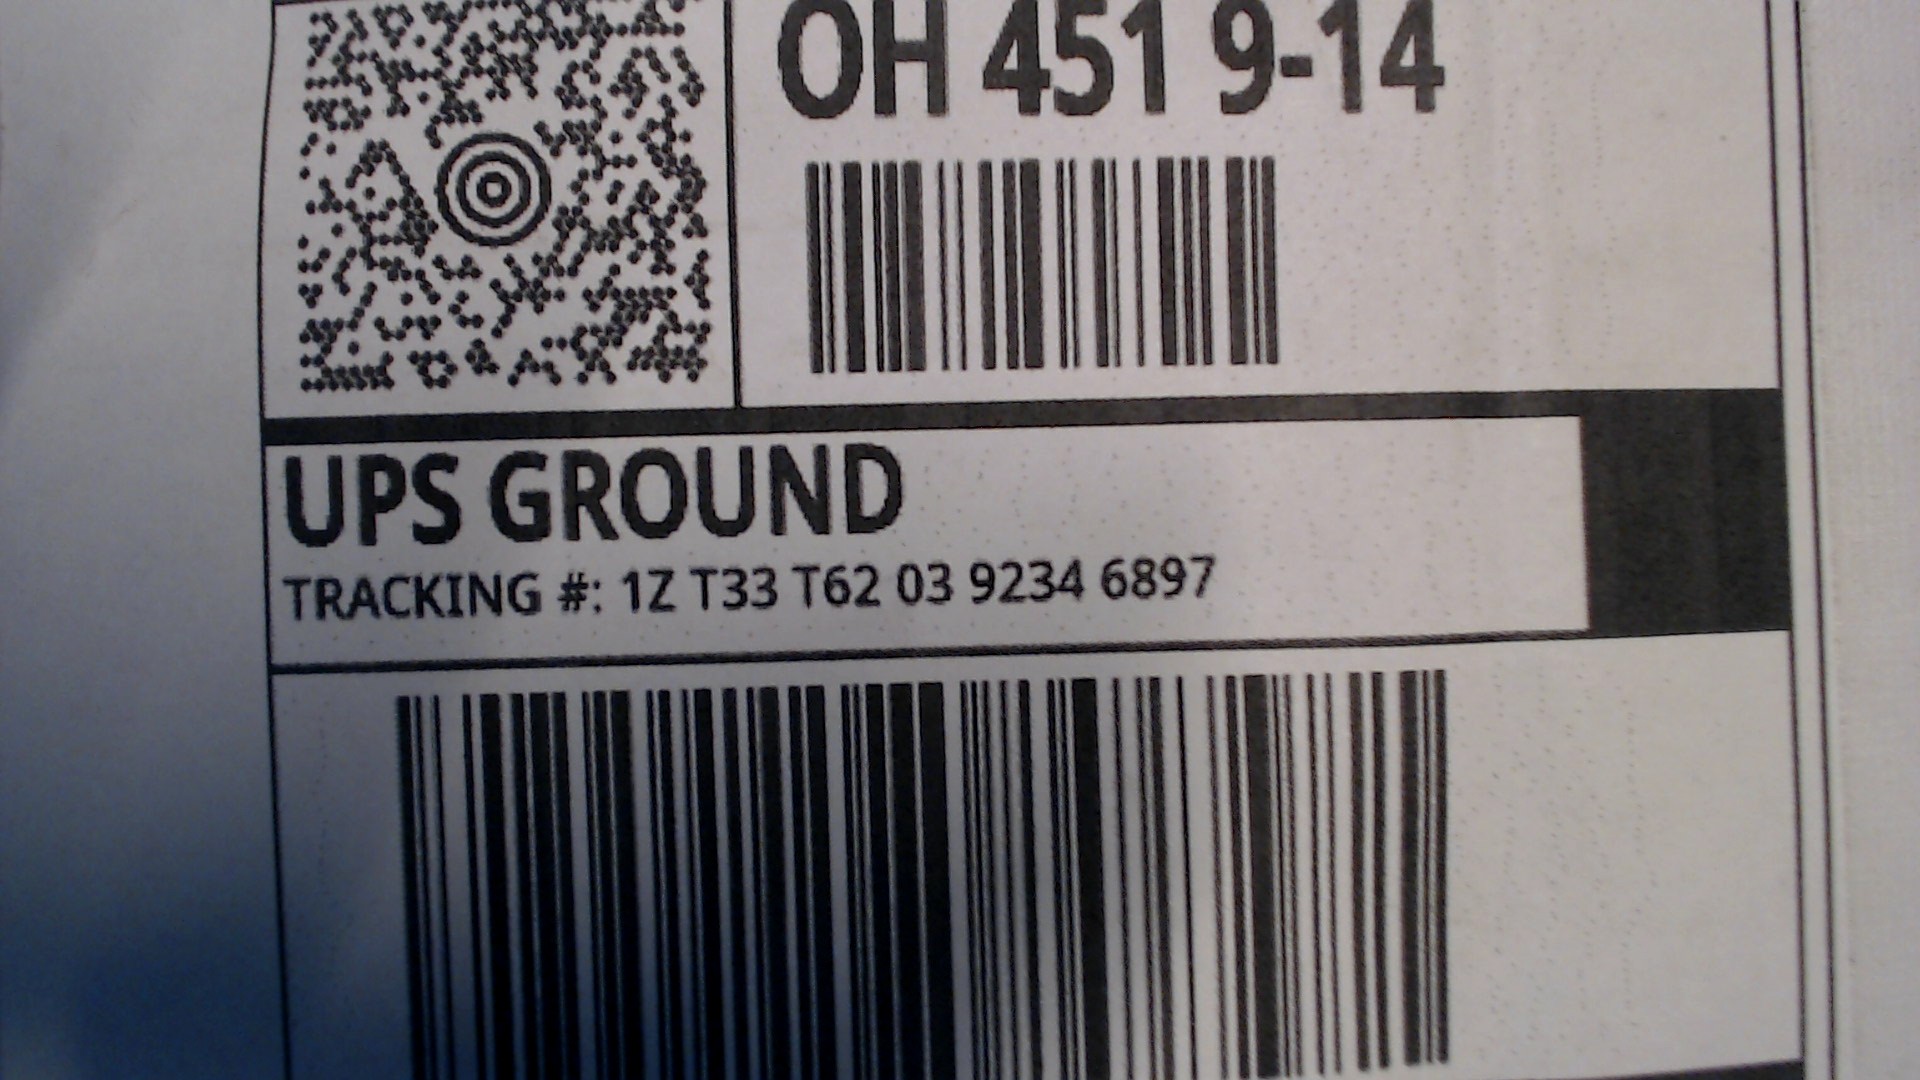 OH 451 9-14
UPS GROUND
TRACKING #: 1Z T33 T62 03 9234 6897